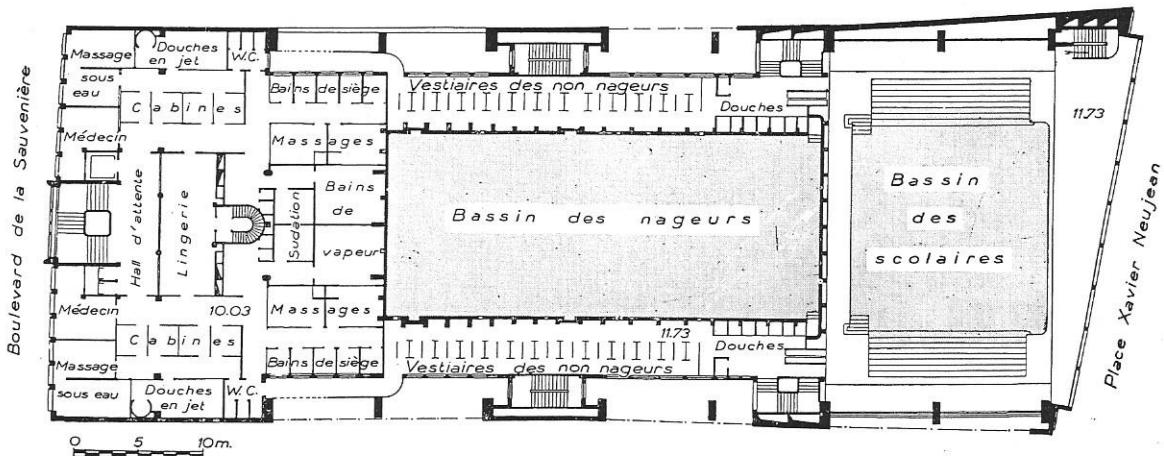 Boulevard de la Sauvenière
Massage
sous
eau
Douches
en jet
W.C.
Cabines
Médecin
Hall d'attente
Lingerie
Bains de siège
Massages
Sudation
Bains
de
vapeur
Massages
Bains de siège
10.03
Médecin
Cabines
Massage
sous eau
Douches
en jet
W.C.
Vestiaires des non nageurs
Douches
Bassin des nageurs
11.73
Douches
Vestiaires des non nageurs
Bassin
des
scolaires
11.73
Place Xavier Neujean
0 5 10m.